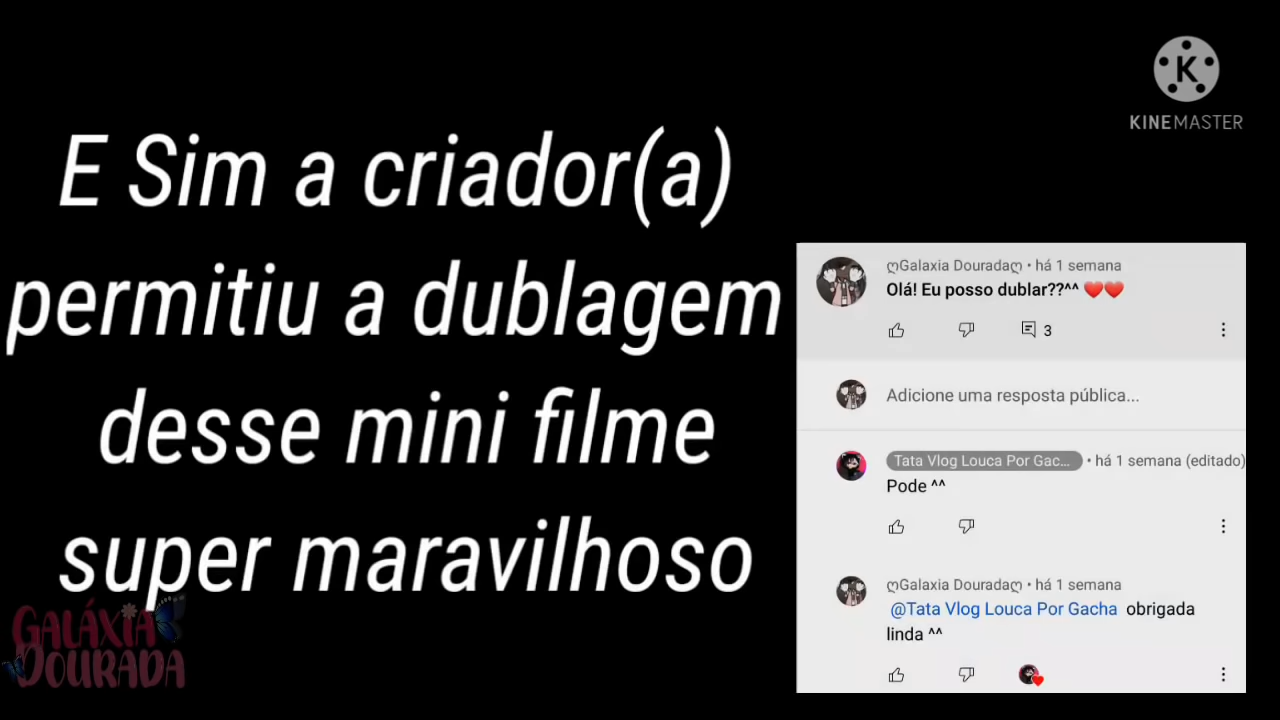 E Sim a criador(a)
permitiu a dublagem
desse mini filme
super maravilhoso
KINEMASTER
ღGalaxia Douradaღ • há 1 semana
Olá! Eu posso dublar??^^ ❤️❤️
3
Adicione uma resposta pública...
Tata Vlog Louca Por Gac... • há 1 semana (editado)
Pode ^^
ღGalaxia Douradaღ • há 1 semana
@Tata Vlog Louca Por Gacha obrigada
linda ^^
GALÁXIA
DOURADA